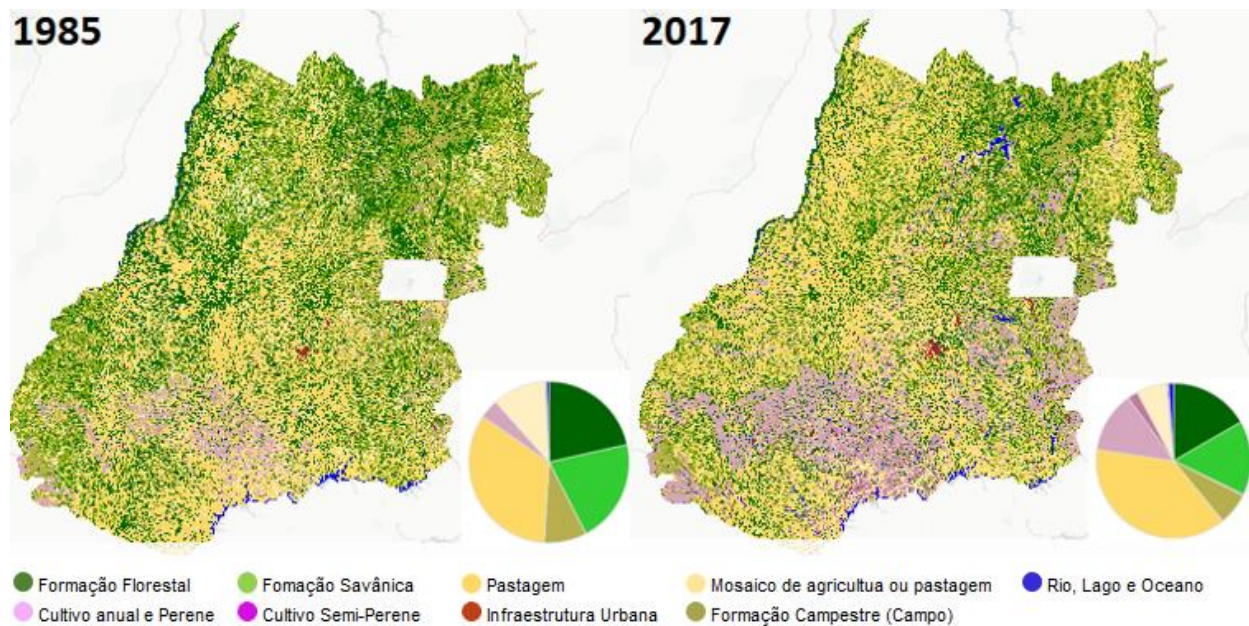 1985
2017
Formação Florestal
Fomação Savânica
Pastagem
Mosaico de agricultua ou pastagem
Rio, Lago e Oceano
Cultivo anual e Perene
Cultivo Semi-Perene
Infraestrutura Urbana
Formação Campestre (Campo)